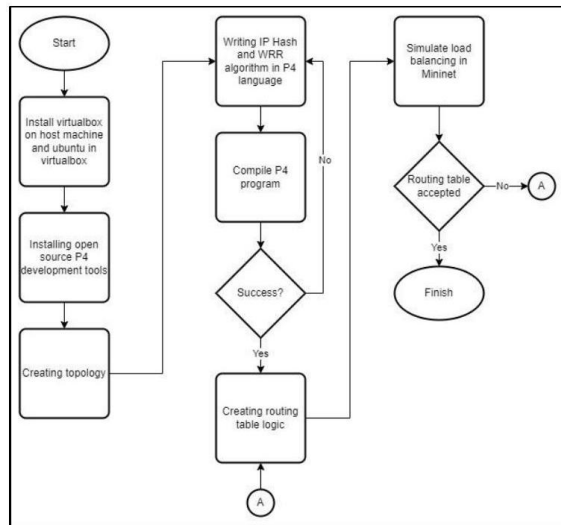 Start
Install virtualbox
on host machine
and ubuntu in
virtualbox
Installing open
source P4
development tools
Creating topology
Writing IP Hash
and WRR
algorithm in P4
language
No
Compile P4
program
Success?
Yes
Creating routing
table logic
A
Simulate load
balancing in
Mininet
Routing table
accepted
No
A
Yes
Finish